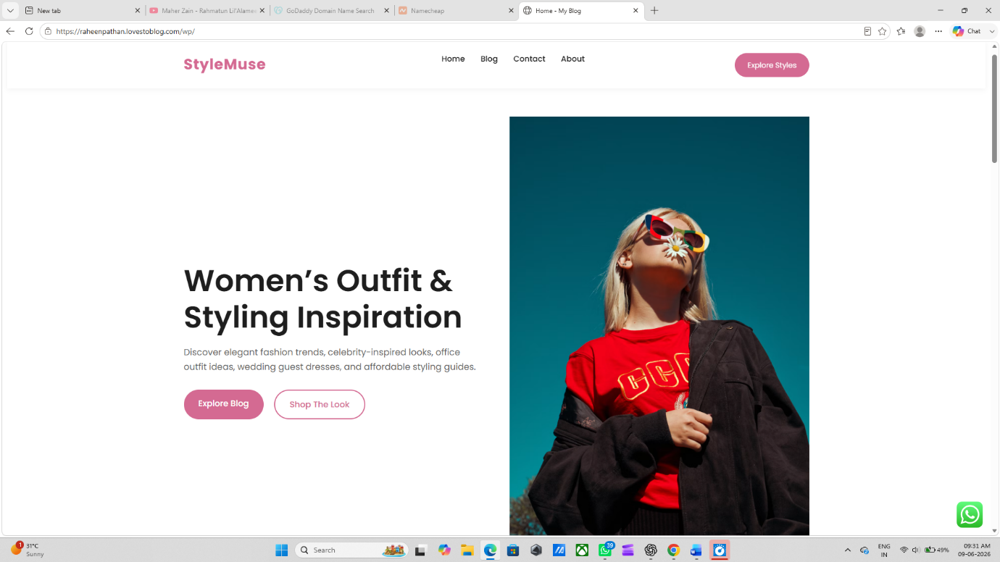 New tab
Maher Zain - Rahmatun Lil'Alame
GoDaddy Domain Name Search
Namecheap
Home - My Blog
https://raheenpathan.lovestoblog.com/wp/
Chat
StyleMuse
Home
Blog
Contact
About
Explore Styles
Women’s Outfit &
Styling Inspiration
Discover elegant fashion trends, celebrity-inspired looks, office
outfit ideas, wedding guest dresses, and affordable styling guides.
Explore Blog
Shop The Look
1
31°C
Sunny
Search
39
ENG
IN
49%
09:31 AM
09-06-2026